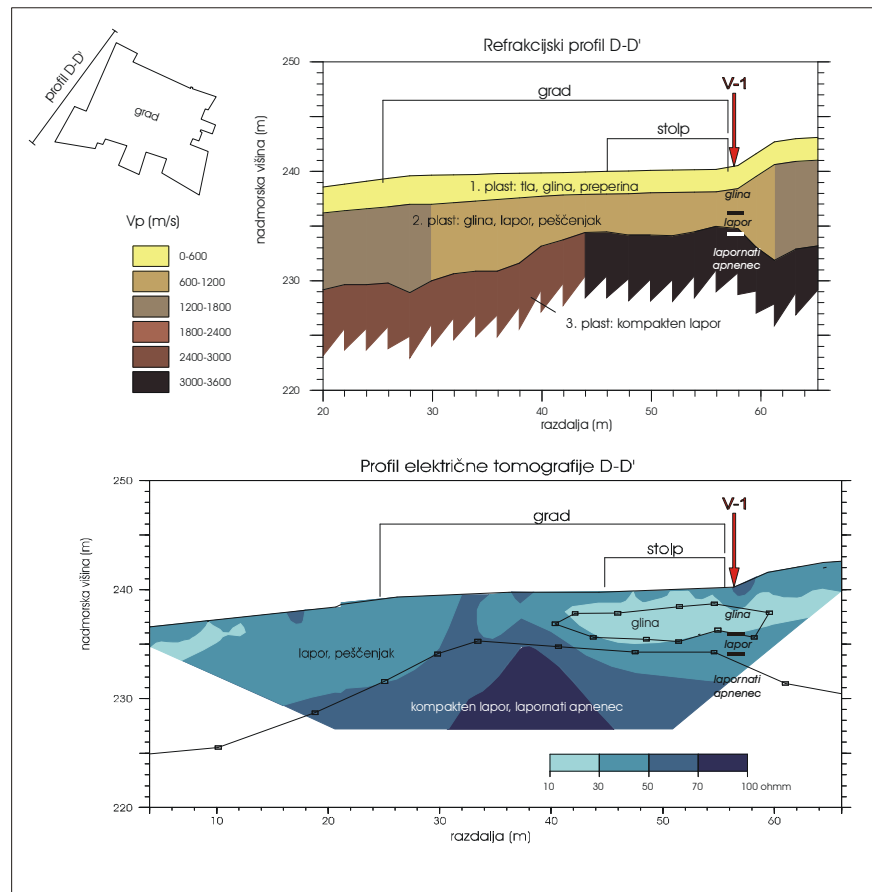 profil D-D'
grad
Vp (m/s)
0-600
600-1200
1200-1800
1800-2400
2400-3000
3000-3600
Refrakcijski profil D-D'
nadmorska višina (m)
250
240
230
220
V-1
grad
stolp
1. plast: tla, glina, preperina
2. plast: glina, lapor, peščenjak
3. plast: kompakten lapor
glina
lapor
lapornati
apnenec
20
30
40
50
60
razdalja (m)
Profil električne tomografije D-D'
nadmorska višina (m)
250
240
230
220
V-1
grad
stolp
glina
glina
lapor
lapor, peščenjak
lapornati
apnenec
kompakten lapor, lapornati apnenec
10
30
50
70
100 ohmm
10
20
30
40
50
60
razdalja (m)